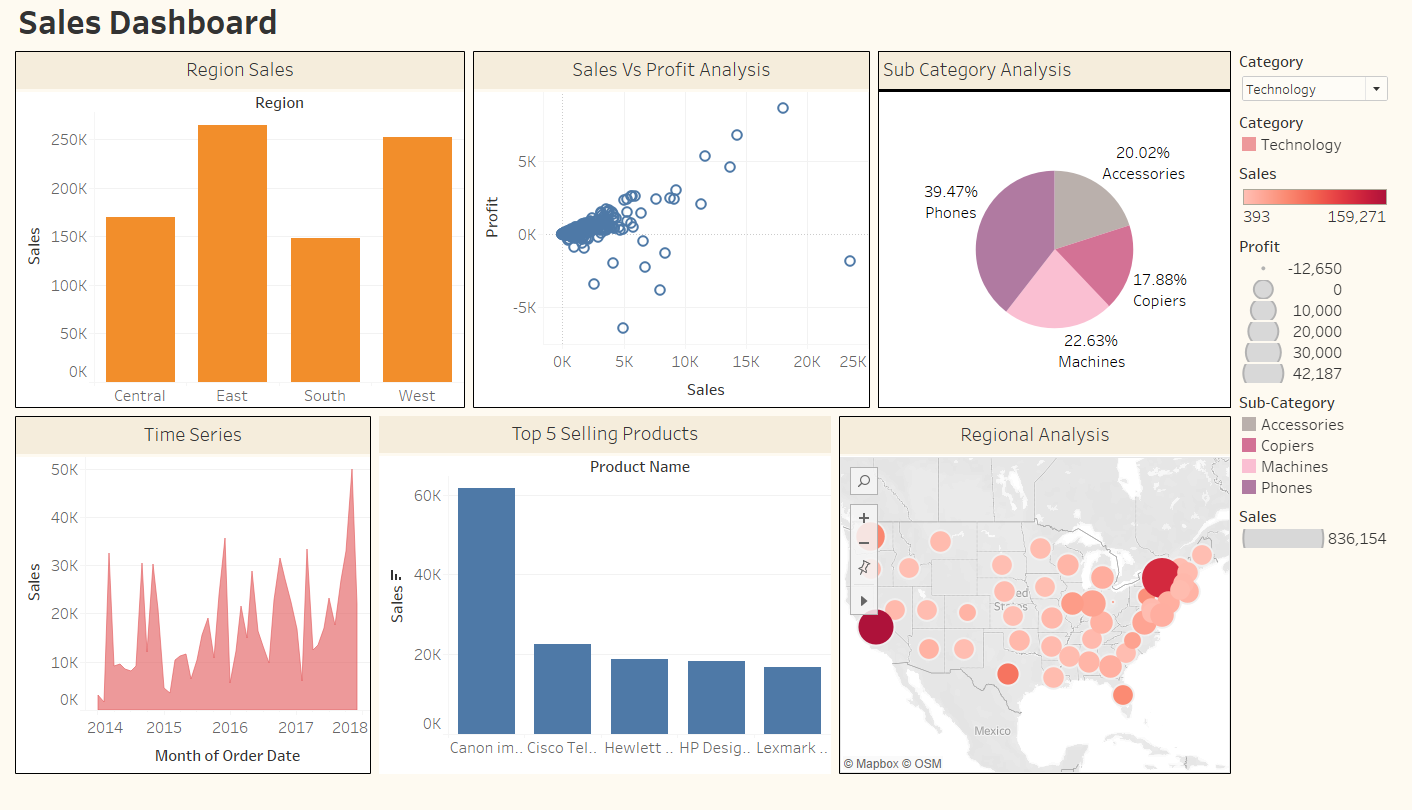 Sales Dashboard
Region Sales
Region
Sales
250K
200K
150K
100K
50K
0K
Central East South West
Sales Vs Profit Analysis
Profit
5K
0K
-5K
0K 5K 10K 15K 20K 25K
Sales
Sub Category Analysis
20.02%
Accessories
39.47%
Phones
17.88%
Copiers
22.63%
Machines
Category
Technology
Category
Technology
Sales
393 159,271
Profit
-12,650
0
10,000
20,000
30,000
42,187
Sub-Category
Accessories
Copiers
Machines
Phones
Sales
836,154
Time Series
Sales
50K
40K
30K
20K
10K
0K
2014 2015 2016 2017 2018
Month of Order Date
Top 5 Selling Products
Product Name
Sales
60K
40K
20K
0K
Canon im.. Cisco Tel.. Hewlett .. HP Desig.. Lexmark ..
Regional Analysis
United
States
Mexico
© Mapbox © OSM